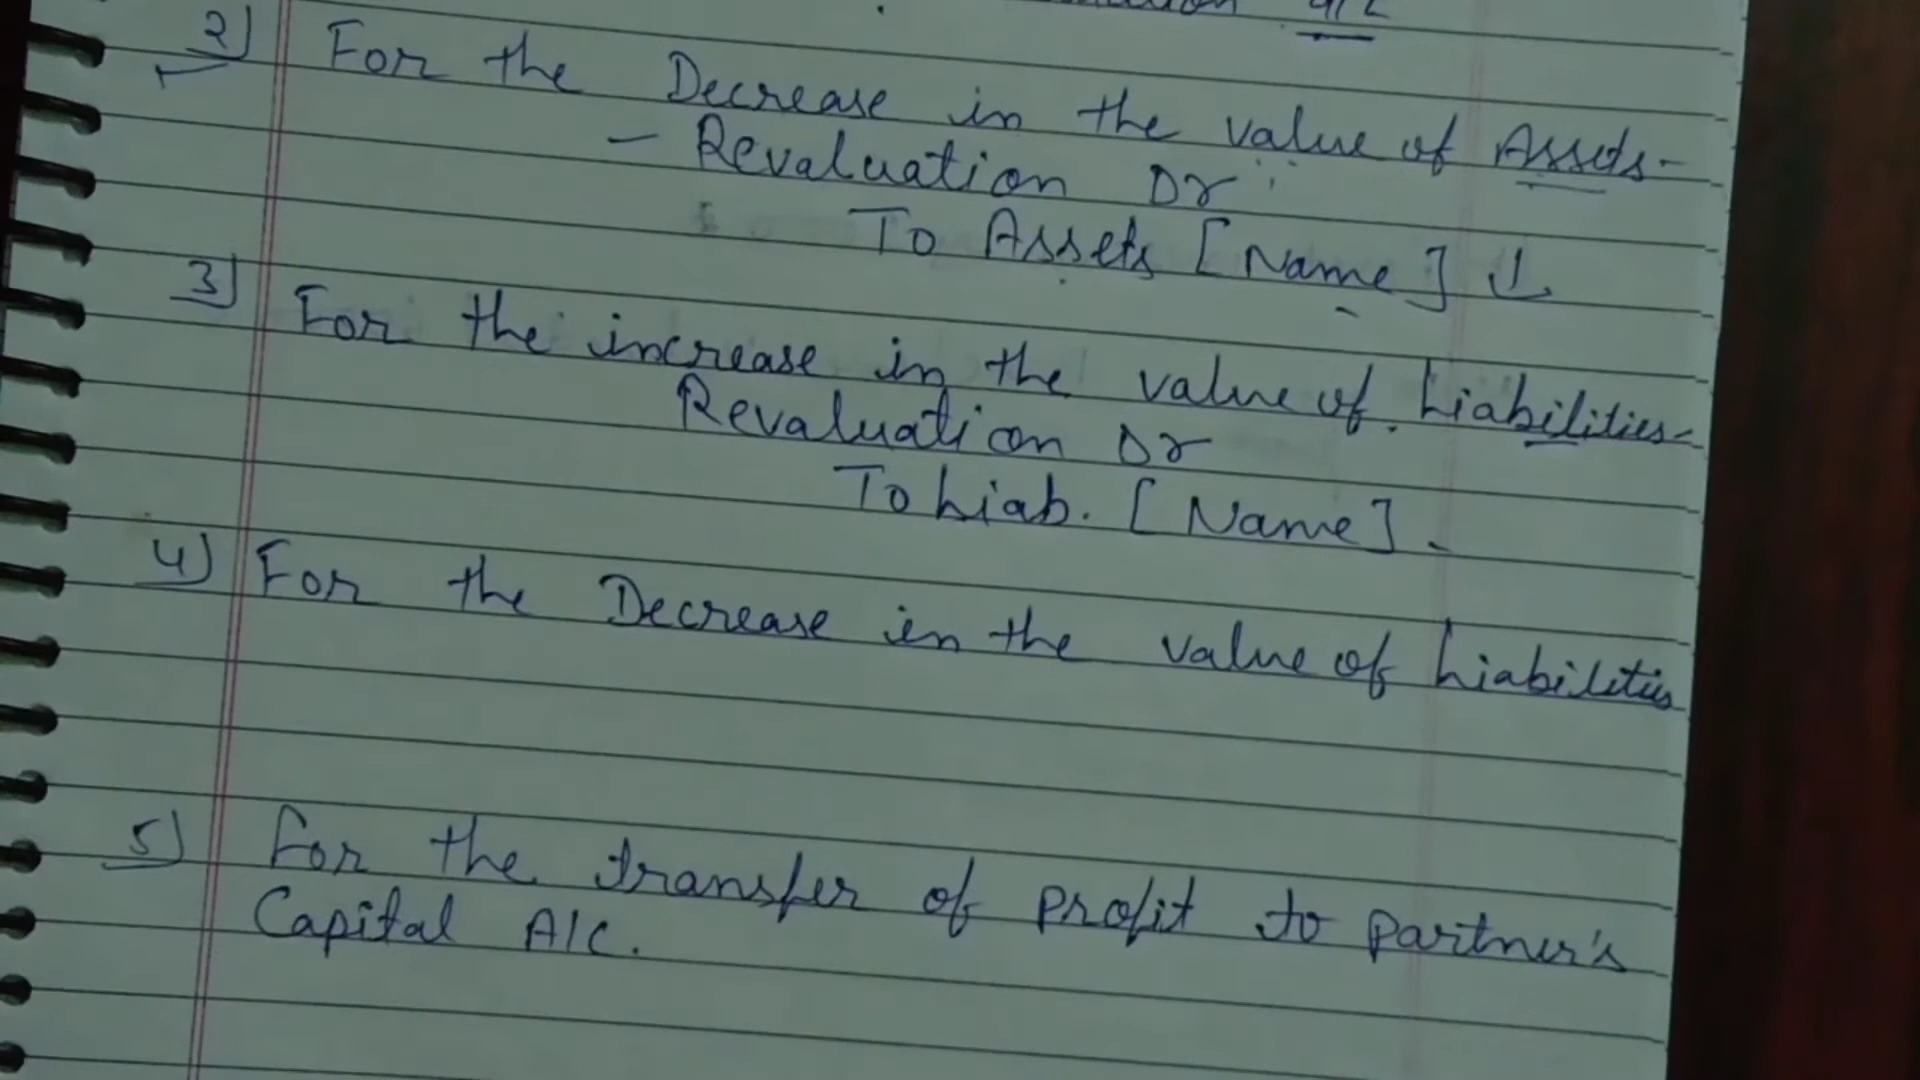 A/c
2) For the Decrease in the value of Assets-
- Revaluation Dr
To Assets [Name] ↓
3) For the increase in the value of Liabilities-
Revaluation Dr
To Liab. [Name].
4) For the Decrease in the value of Liabilities
5) For the transfer of profit to partner's
Capital A/C.